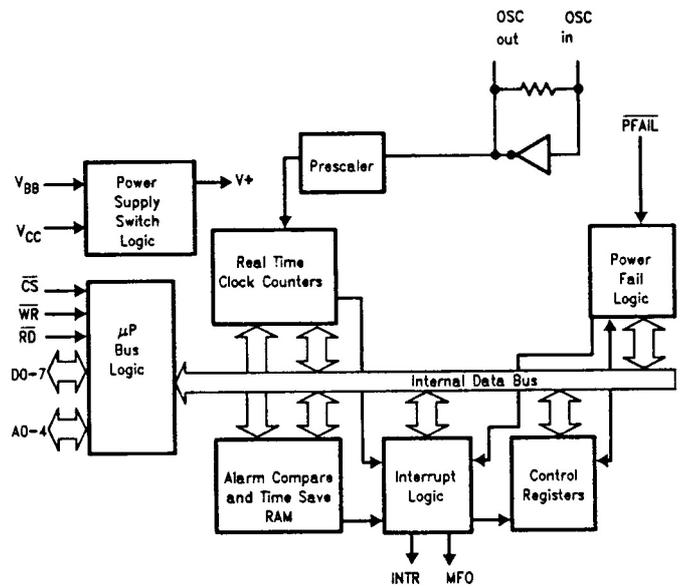 OSC OSC
out in
PFAIL
Prescaler
VBB
VCC
Power
Supply
Switch
Logic
V+
Real Time
Clock Counters
Power
Fail
Logic
CS
WR
RD
D0-7
A0-4
μP
Bus
Logic
Internal Data Bus
Alarm Compare
and Time Save
RAM
Interrupt
Logic
Control
Registers
INTR MFO